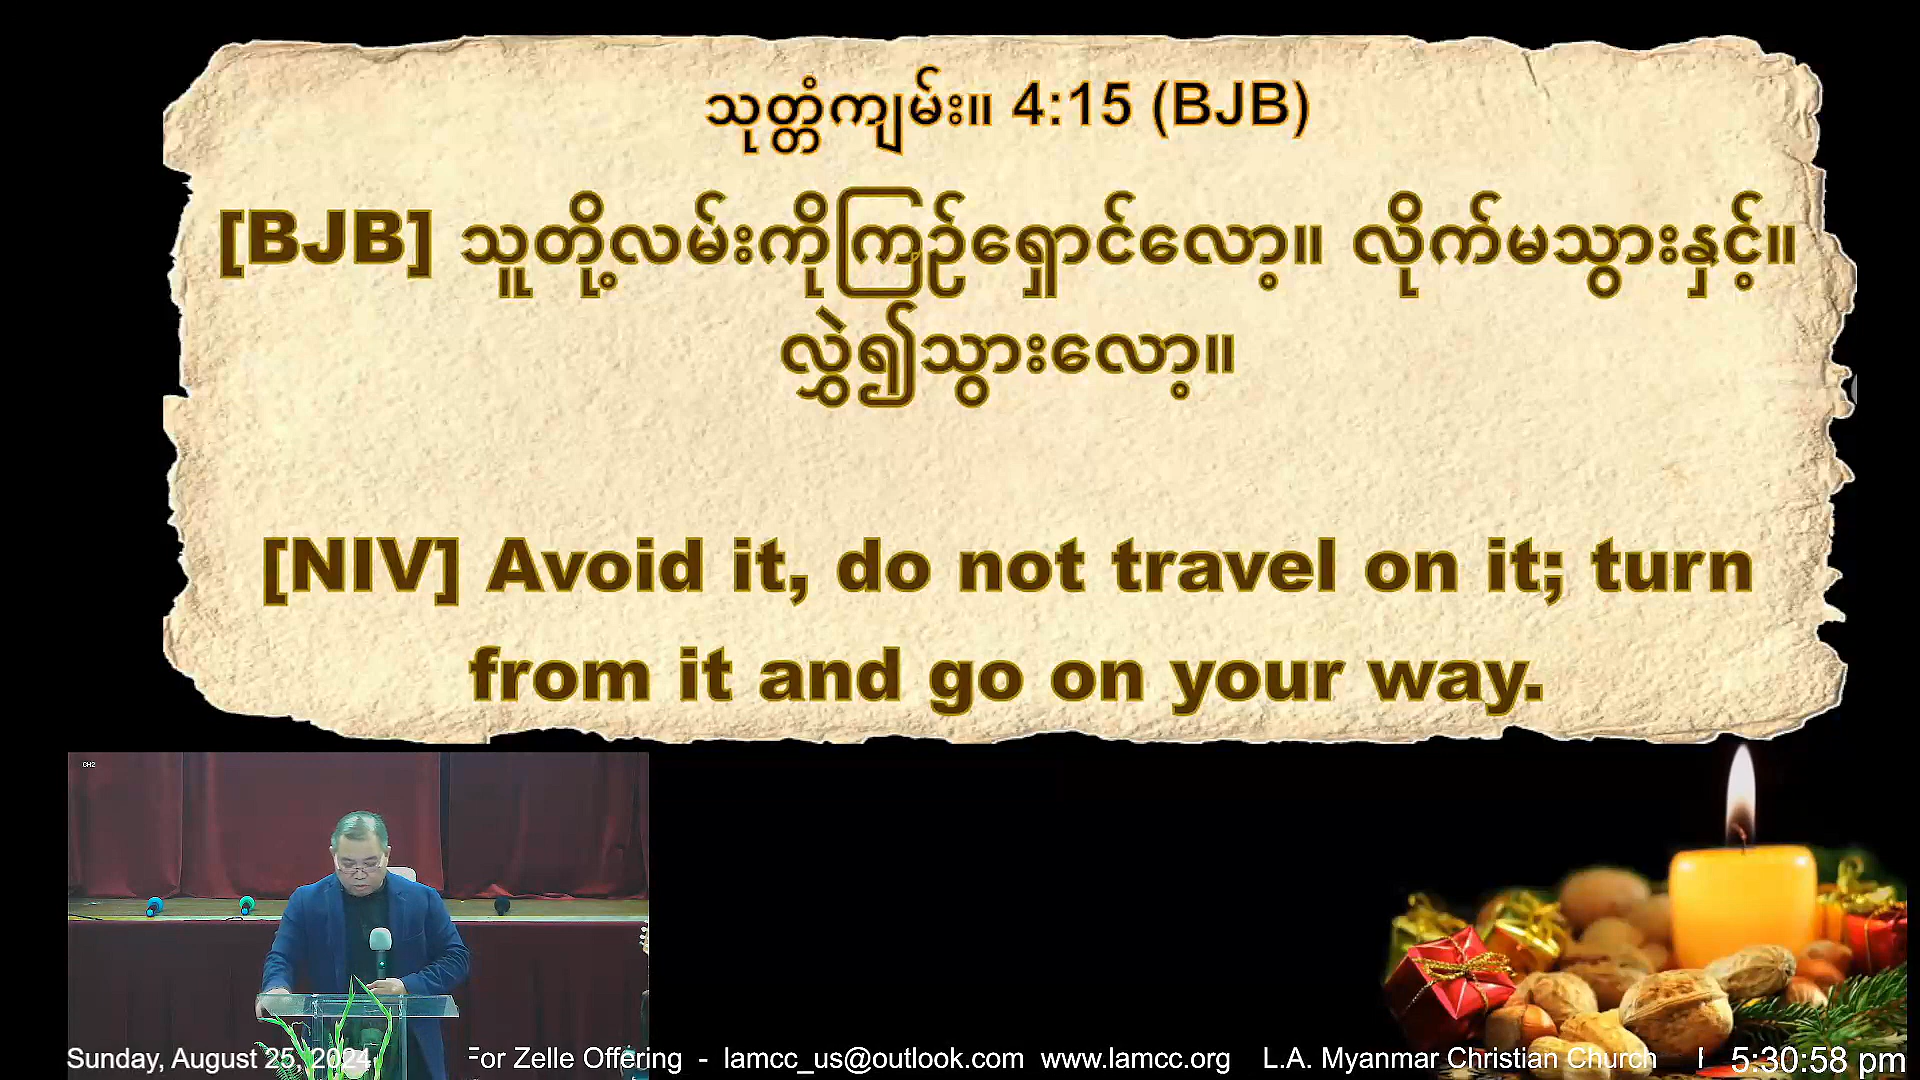 သုတ္တံကျမ်း။ 4:15 (BJB)
[BJB] သူတို့လမ်းကိုကြဉ်ရှောင်လော့။ လိုက်မသွားနှင့်။
လွှဲ၍သွားလော့။
[NIV] Avoid it, do not travel on it; turn
from it and go on your way.
CH2
Sunday, August 25, 2024
For Zelle Offering - lamcc_us@outlook.com www.lamcc.org L.A. Myanmar Christian Church
5:30:58 pm